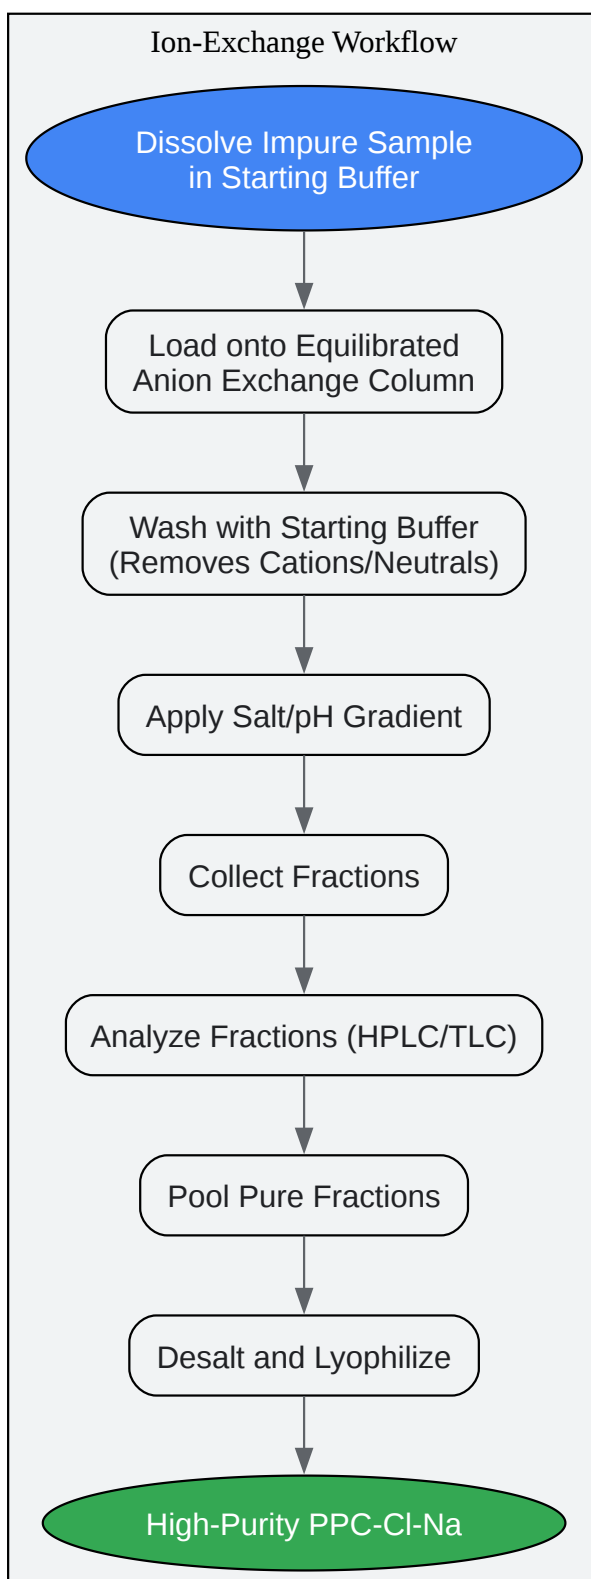 Ion-Exchange Workflow
Dissolve Impure Sample
in Starting Buffer
Load onto Equilibrated
Anion Exchange Column
Wash with Starting Buffer
(Removes Cations/Neutrals)
Apply Salt/pH Gradient
Collect Fractions
Analyze Fractions (HPLC/TLC)
Pool Pure Fractions
Desalt and Lyophilize
High-Purity PPC-Cl-Na